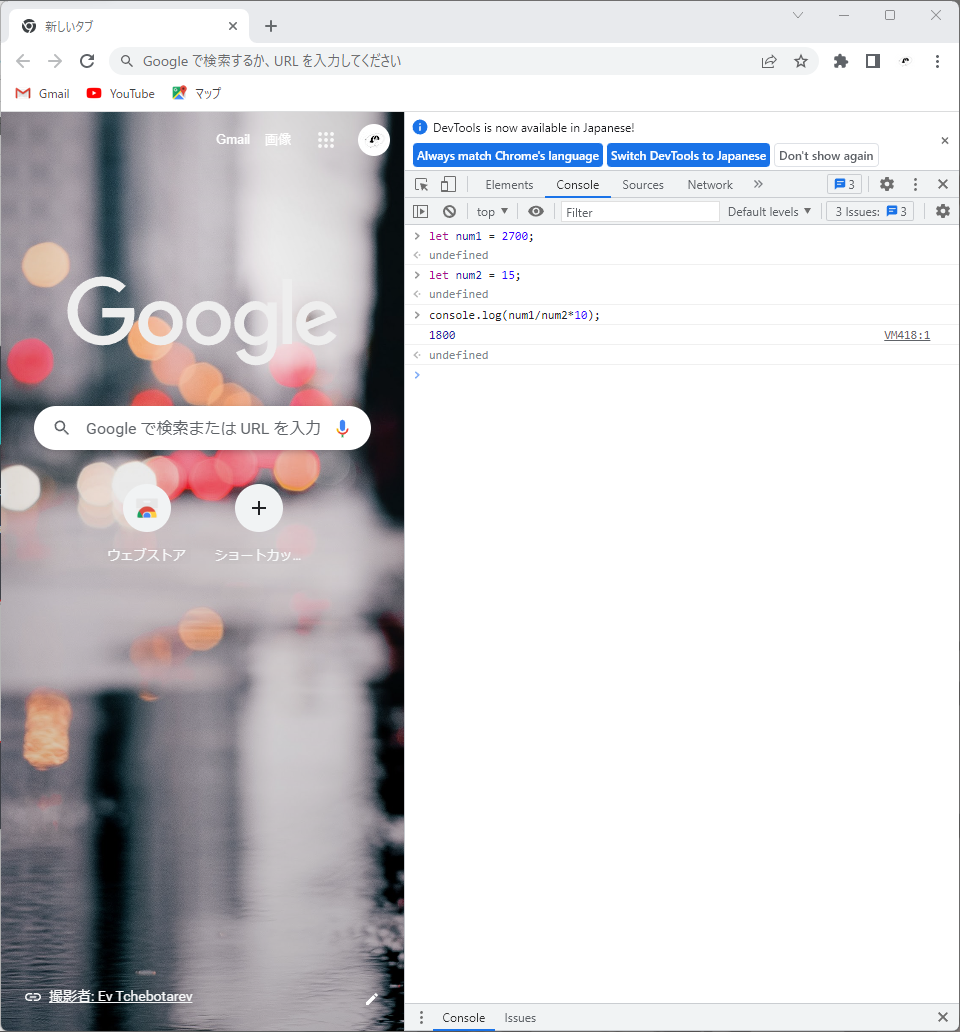 新しいタブ
Google で検索するか、URL を入力してください
Gmail YouTube マップ
Gmail 画像
Google
Google で検索または URL を入力
ウェブストア ショートカッ...
撮影者: Ev Tchebotarev
DevTools is now available in Japanese!
Always match Chrome's language Switch DevTools to Japanese Don't show again
Elements Console Sources Network 3
top Filter Default levels 3 Issues: 3
let num1 = 2700;
undefined
let num2 = 15;
undefined
console.log(num1/num2*10);
1800 VM418:1
undefined
Console Issues